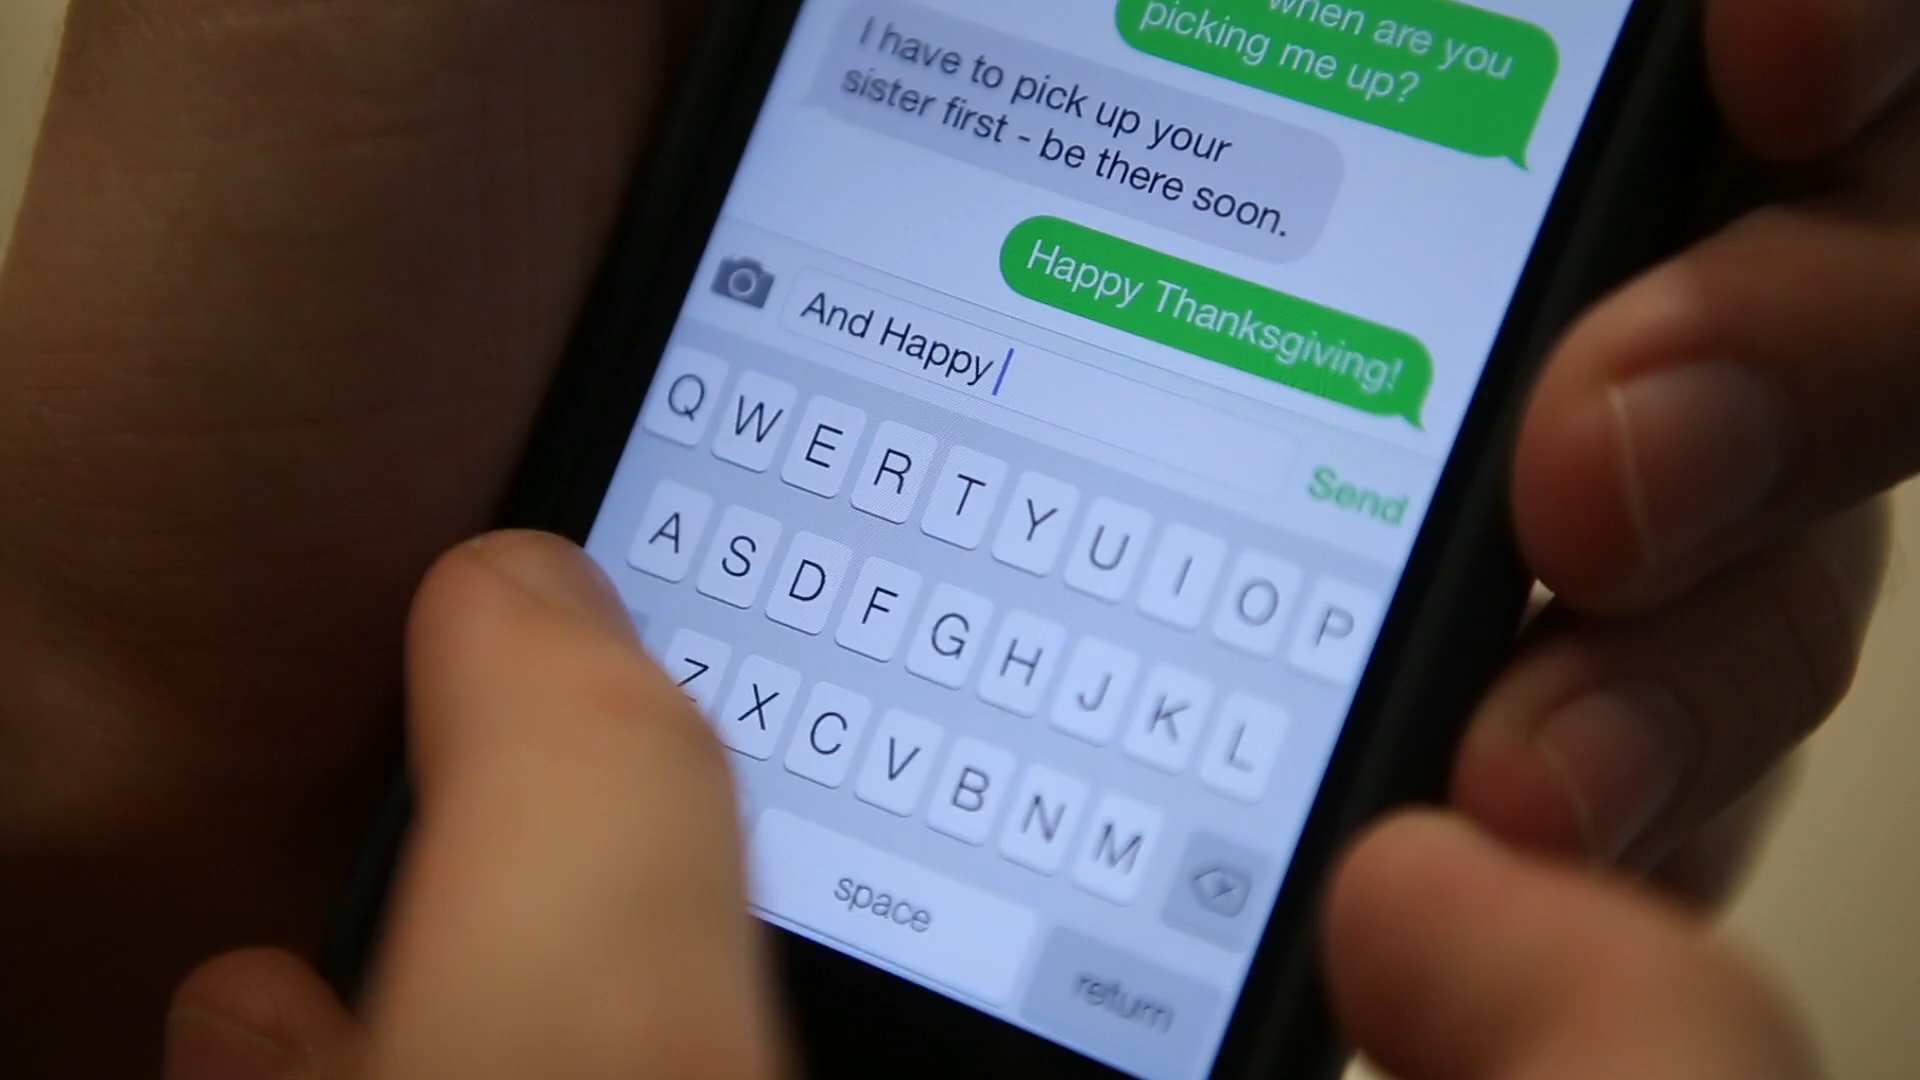 when are you
picking me up?
I have to pick up your
sister first - be there soon.
Happy Thanksgiving!
And Happy
Send
Q W E R T Y U I O P
A S D F G H J K L
Z X C V B N M
space
return